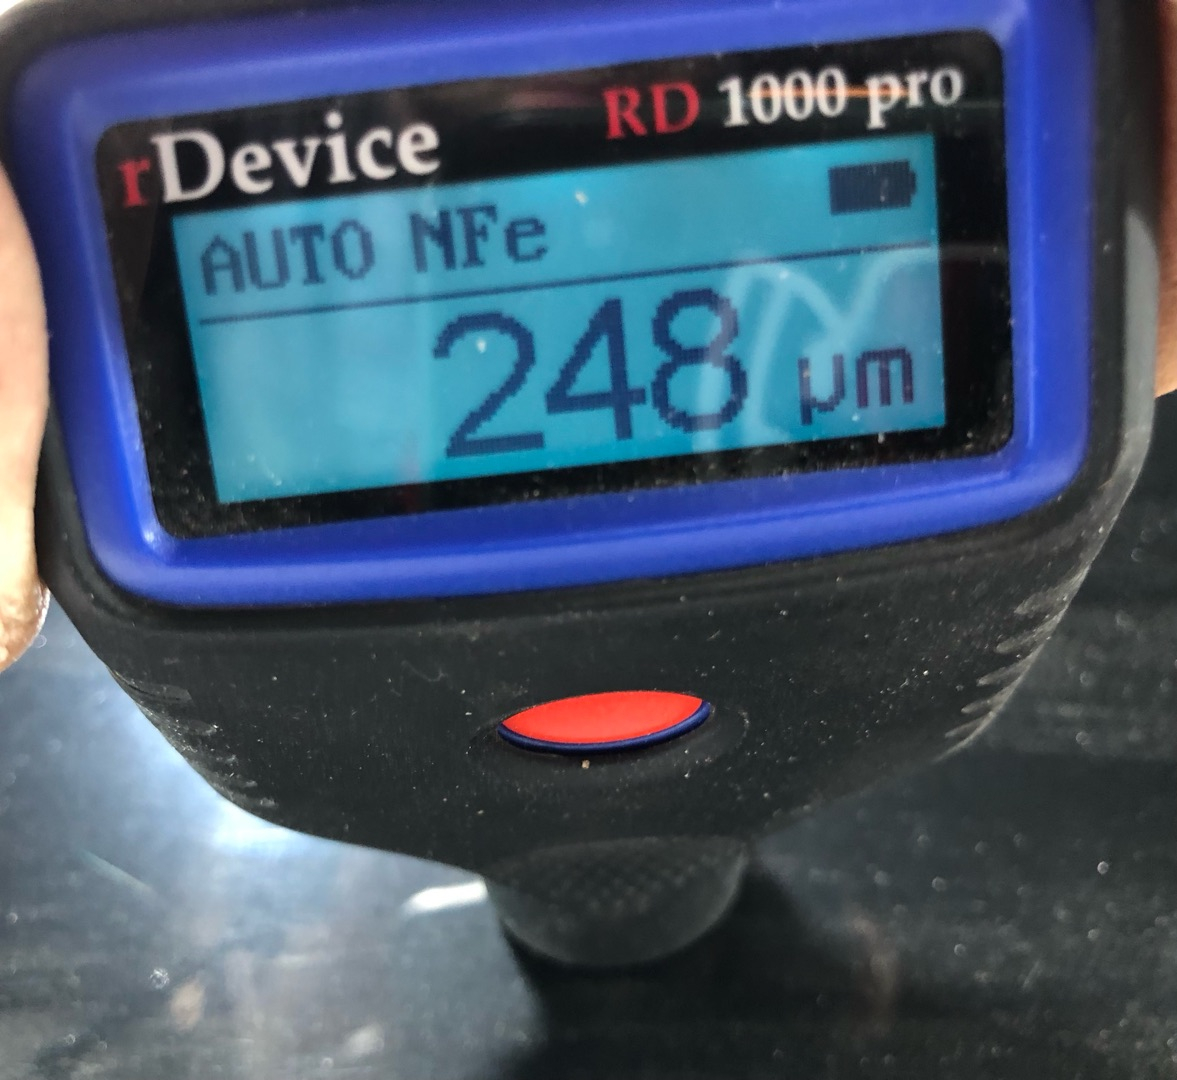 rDevice RD 1000 pro
AUTO NFe
248 µm